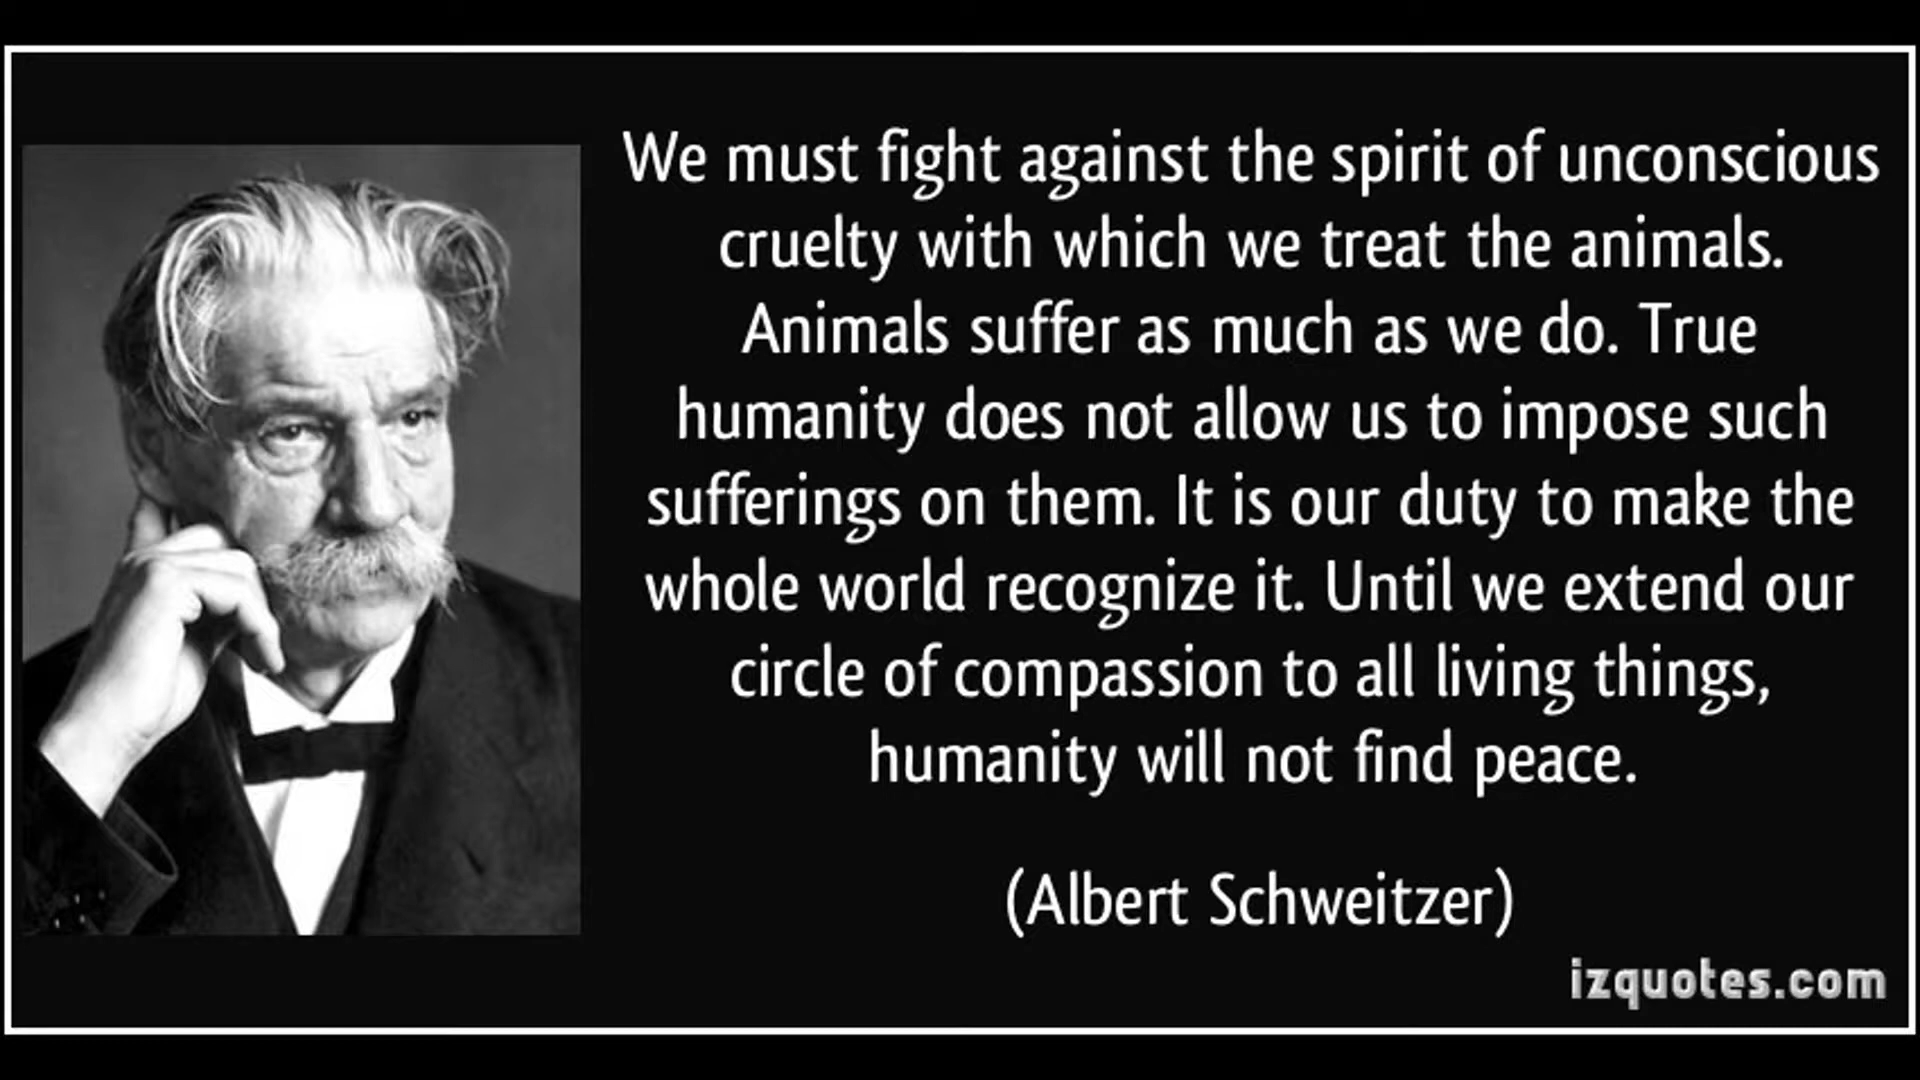 We must fight against the spirit of unconscious
cruelty with which we treat the animals.
Animals suffer as much as we do. True
humanity does not allow us to impose such
sufferings on them. It is our duty to make the
whole world recognize it. Until we extend our
circle of compassion to all living things,
humanity will not find peace.
(Albert Schweitzer)
izquotes.com